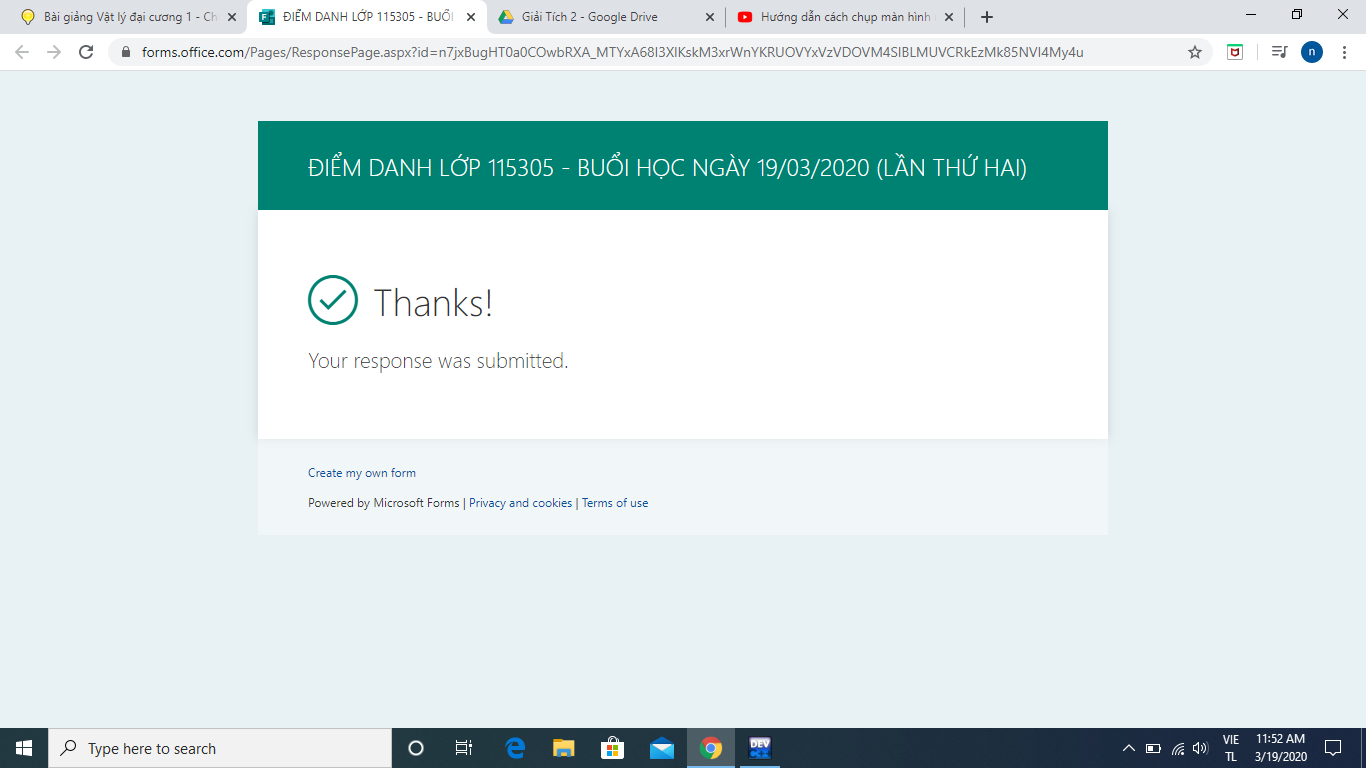 Bài giảng Vật lý đại cương 1 - Ch
ĐIỂM DANH LỚP 115305 - BUỔI
Giải Tích 2 - Google Drive
Hướng dẫn cách chụp màn hình
forms.office.com/Pages/ResponsePage.aspx?id=n7jxBugHT0a0COwbRXA_MTYxA68I3XIKskM3xrWnYKRUOVYxVzVDOVM4SIBLMUVCRkEzMk85NVI4My4u
n
ĐIỂM DANH LỚP 115305 - BUỔI HỌC NGÀY 19/03/2020 (LẦN THỨ HAI)
Thanks!
Your response was submitted.
Create my own form
Powered by Microsoft Forms | Privacy and cookies | Terms of use
Type here to search
DEV
VIE
TL
11:52 AM
3/19/2020